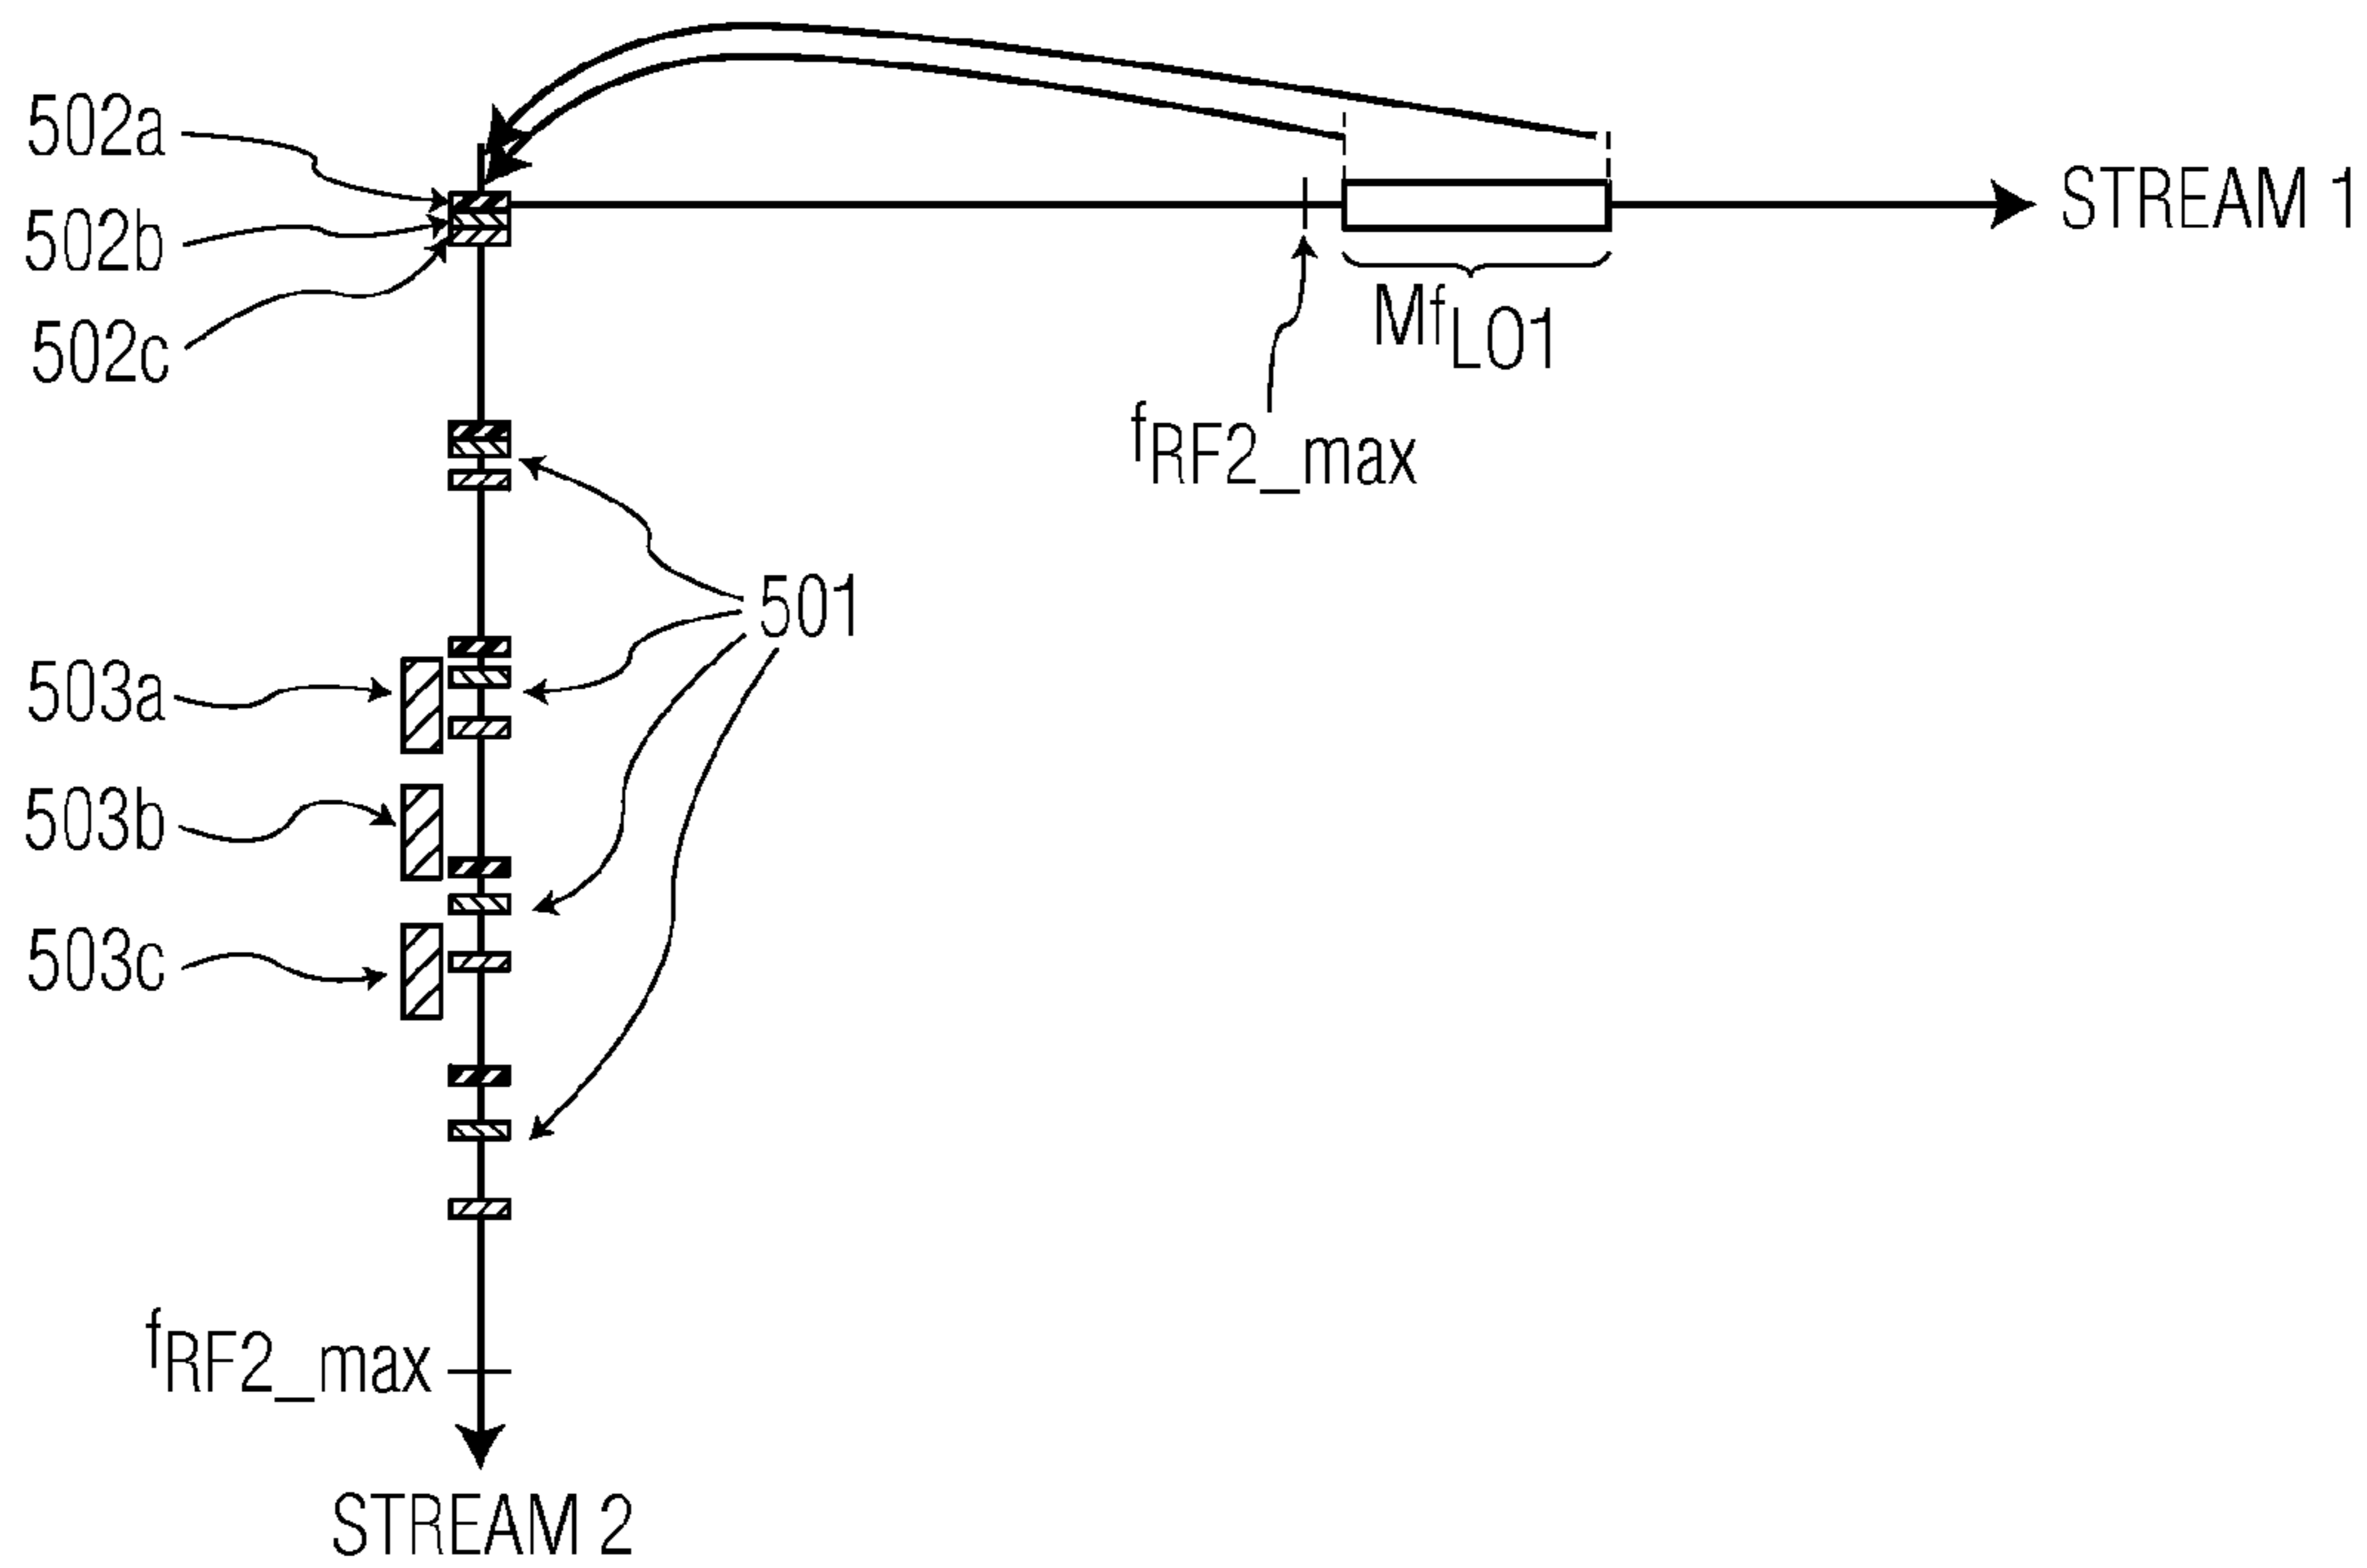 502a
STREAM 1
502b
502c
MfLO1
fRF2_max
501
503a
503b
503c
fRF2_max
STREAM 2